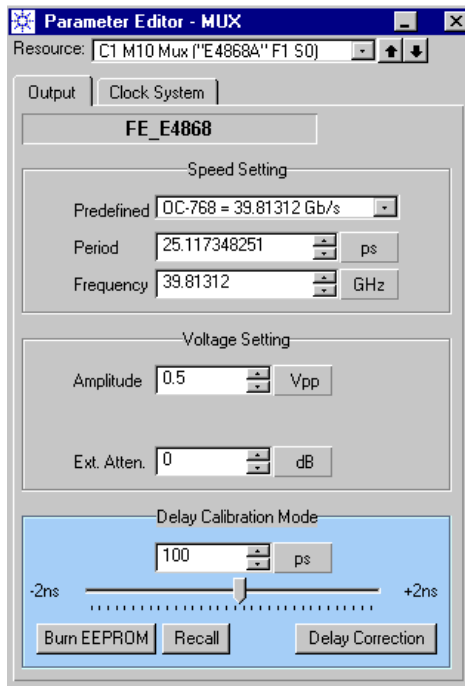 Parameter Editor - MUX
Resource: C1 M10 Mux ("E4868A" F1 S0)
Output Clock System
FE_E4868
Speed Setting
Predefined OC-768 = 39.81312 Gb/s
Period 25.117348251 ps
Frequency 39.81312 GHz
Voltage Setting
Amplitude 0.5 Vpp
Ext. Atten. 0 dB
Delay Calibration Mode
100 ps
-2ns +2ns
Burn EEPROM Recall Delay Correction